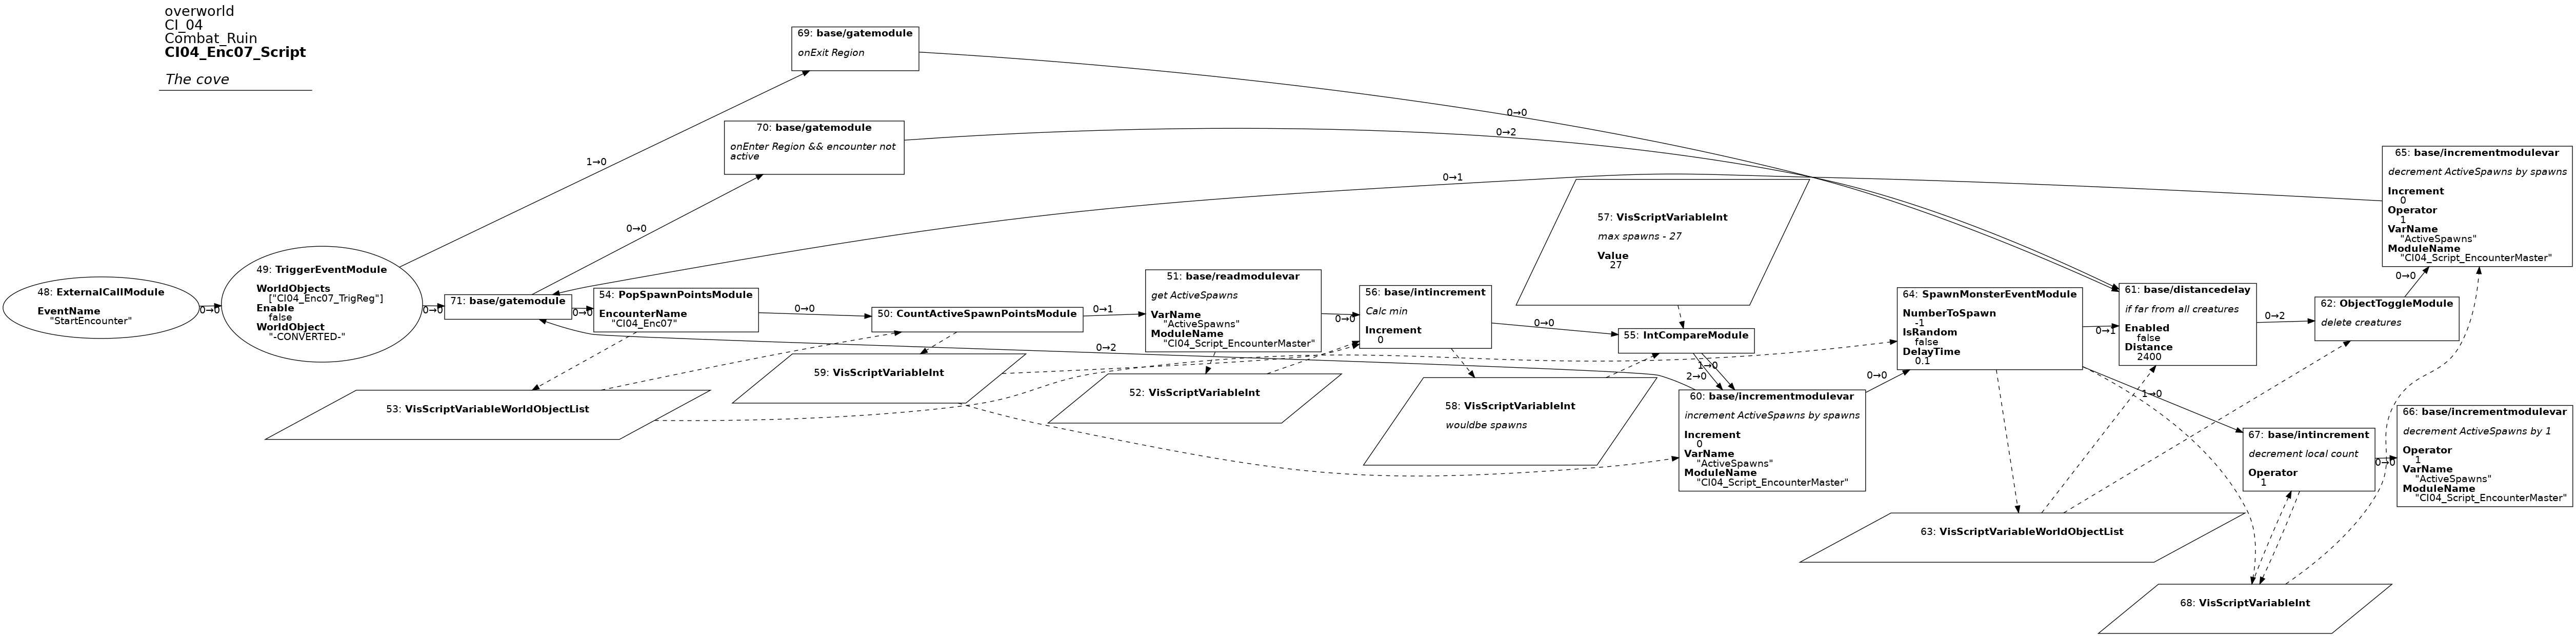 overworld
CI_04
Combat_Ruin
CI04_Enc07_Script
The cove
69: base/gatemodule
onExit Region
70: base/gatemodule
onEnter Region && encounter not
active
48: ExternalCallModule
EventName
"StartEncounter"
0→0
49: TriggerEventModule
WorldObjects
["CI04_Enc07_TrigReg"]
Enable
false
WorldObject
"-CONVERTED-"
1→0
0→0
0→0
71: base/gatemodule
0→0
54: PopSpawnPointsModule
EncounterName
"CI04_Enc07"
0→0
50: CountActiveSpawnPointsModule
0→1
51: base/readmodulevar
get ActiveSpawns
VarName
"ActiveSpawns"
ModuleName
"CI04_Script_EncounterMaster"
0→0
56: base/intincrement
Calc min
Increment
0
0→0
57: VisScriptVariableInt
max spawns - 27
Value
27
55: IntCompareModule
1→0
2→0
0→0
0→2
0→1
0→2
53: VisScriptVariableWorldObjectList
59: VisScriptVariableInt
52: VisScriptVariableInt
58: VisScriptVariableInt
wouldbe spawns
60: base/incrementmodulevar
increment ActiveSpawns by spawns
Increment
0
VarName
"ActiveSpawns"
ModuleName
"CI04_Script_EncounterMaster"
0→0
64: SpawnMonsterEventModule
NumberToSpawn
-1
IsRandom
false
DelayTime
0.1
0→1
1→0
61: base/distancedelay
if far from all creatures
Enabled
false
Distance
2400
0→2
62: ObjectToggleModule
delete creatures
0→0
65: base/incrementmodulevar
decrement ActiveSpawns by spawns
Increment
0
Operator
1
VarName
"ActiveSpawns"
ModuleName
"CI04_Script_EncounterMaster"
67: base/intincrement
decrement local count
Operator
1
0→0
66: base/incrementmodulevar
decrement ActiveSpawns by 1
Operator
1
VarName
"ActiveSpawns"
ModuleName
"CI04_Script_EncounterMaster"
63: VisScriptVariableWorldObjectList
68: VisScriptVariableInt